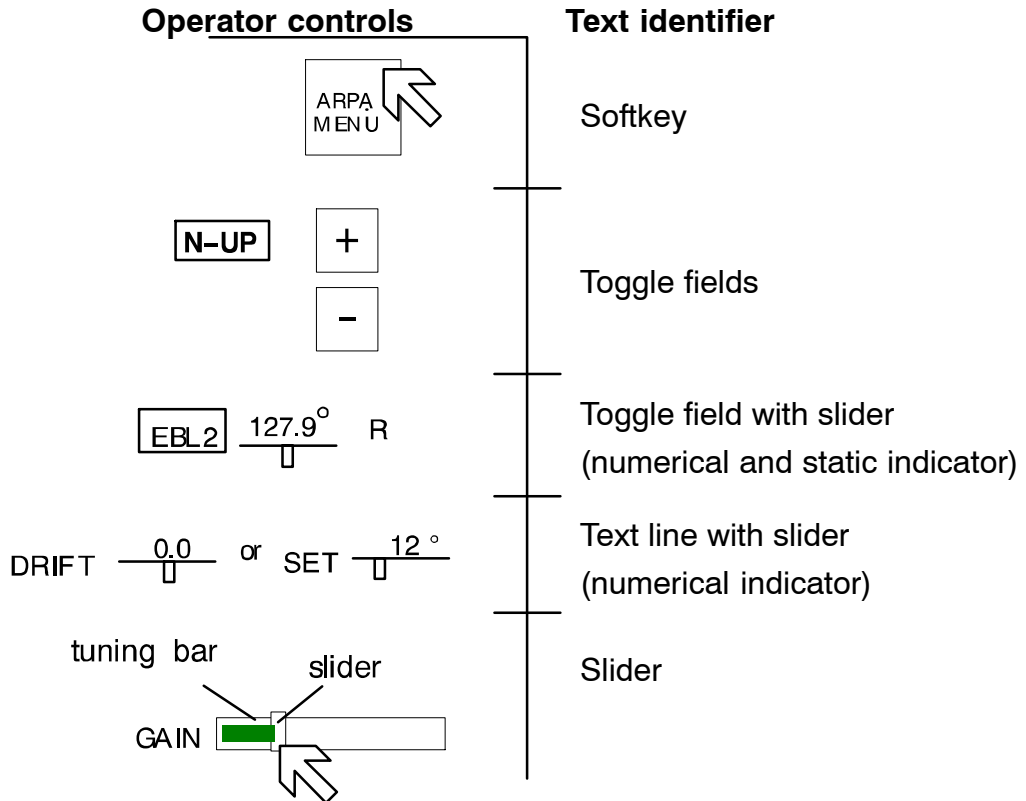 Operator controls Text identifier
ARPA
MENU
Softkey
N-UP +
-
Toggle fields
EBL2 127.9° R
Toggle field with slider
(numerical and static indicator)
DRIFT 0.0 or SET 12 °
Text line with slider
(numerical indicator)
tuning bar
slider
Slider
GAIN